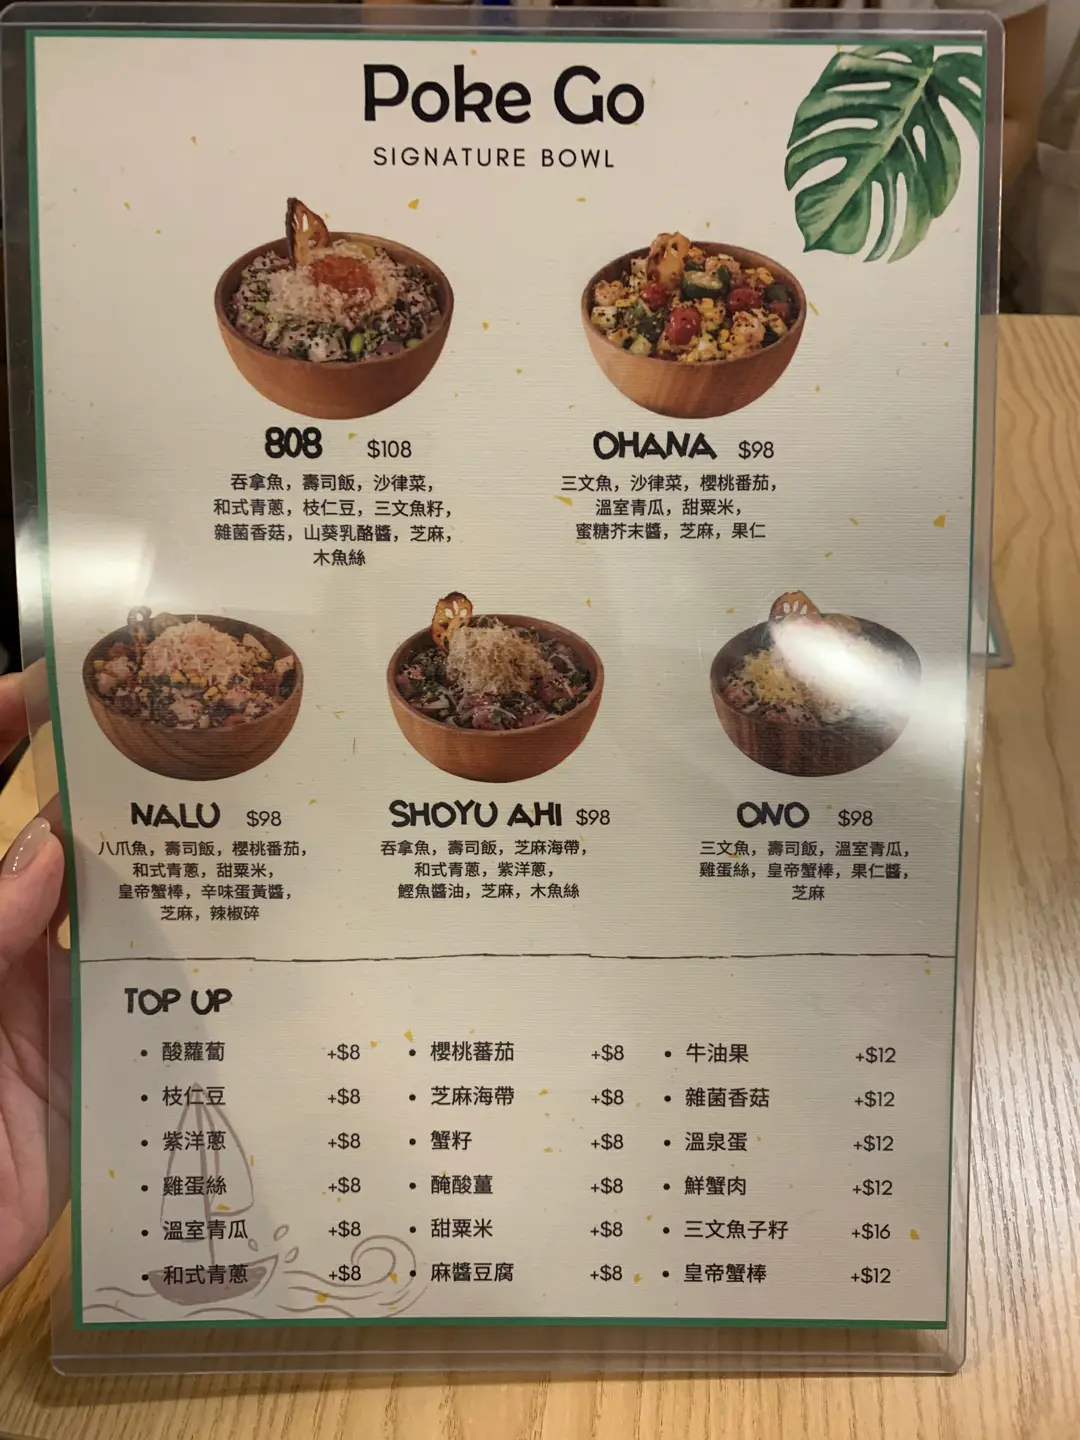 Poke Go
SIGNATURE BOWL
808 $108
吞拿魚，壽司飯，沙律菜，
和式青蔥，枝仁豆，三文魚籽，
雜菌香菇，山葵乳酪醬，芝麻，
木魚絲
OHANA $98
三文魚，沙律菜，櫻桃番茄，
溫室青瓜，甜粟米，
蜜糖芥末醬，芝麻，果仁
NALU $98
八爪魚，壽司飯，櫻桃番茄，
和式青蔥，甜粟米，
皇帝蟹棒，辛味蛋黃醬，
芝麻，辣椒碎
SHOYU AHI $98
吞拿魚，壽司飯，芝麻海帶，
和式青蔥，紫洋蔥，
鰹魚醬油，芝麻，木魚絲
ONO $98
三文魚，壽司飯，溫室青瓜，
雞蛋絲，皇帝蟹棒，果仁醬，
芝麻
TOP UP
• 酸蘿蔔 +$8
• 枝仁豆 +$8
• 紫洋蔥 +$8
• 雞蛋絲 +$8
• 溫室青瓜 +$8
• 和式青蔥 +$8
• 櫻桃蕃茄 +$8
• 芝麻海帶 +$8
• 蟹籽 +$8
• 醃酸薑 +$8
• 甜粟米 +$8
• 麻醬豆腐 +$8
• 牛油果 +$12
• 雜菌香菇 +$12
• 溫泉蛋 +$12
• 鮮蟹肉 +$12
• 三文魚子籽 +$16
• 皇帝蟹棒 +$12